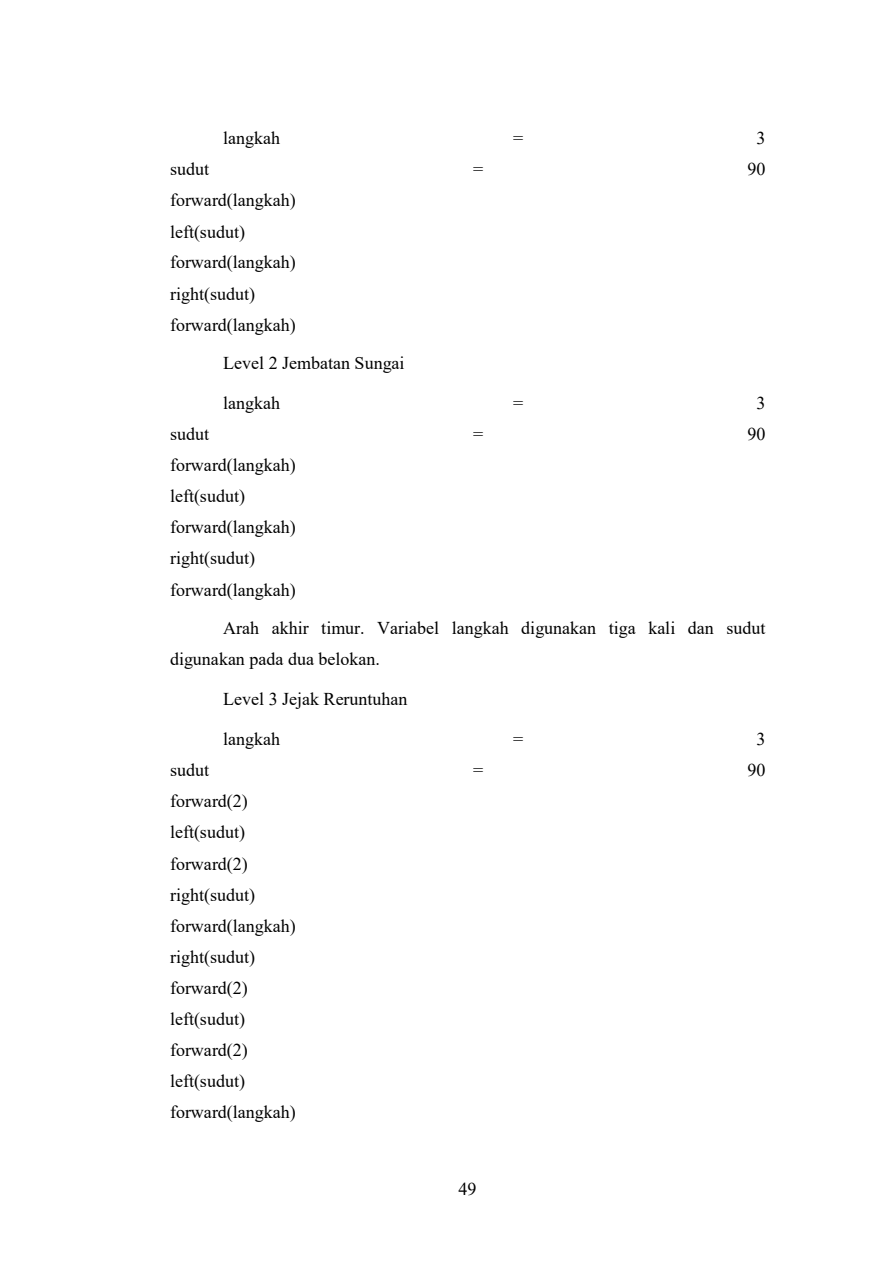 langkah = 3
sudut = 90
forward(langkah)
left(sudut)
forward(langkah)
right(sudut)
forward(langkah)
Level 2 Jembatan Sungai
langkah = 3
sudut = 90
forward(langkah)
left(sudut)
forward(langkah)
right(sudut)
forward(langkah)
Arah akhir timur. Variabel langkah digunakan tiga kali dan sudut
digunakan pada dua belokan.
Level 3 Jejak Reruntuhan
langkah = 3
sudut = 90
forward(2)
left(sudut)
forward(2)
right(sudut)
forward(langkah)
right(sudut)
forward(2)
left(sudut)
forward(2)
left(sudut)
forward(langkah)
49